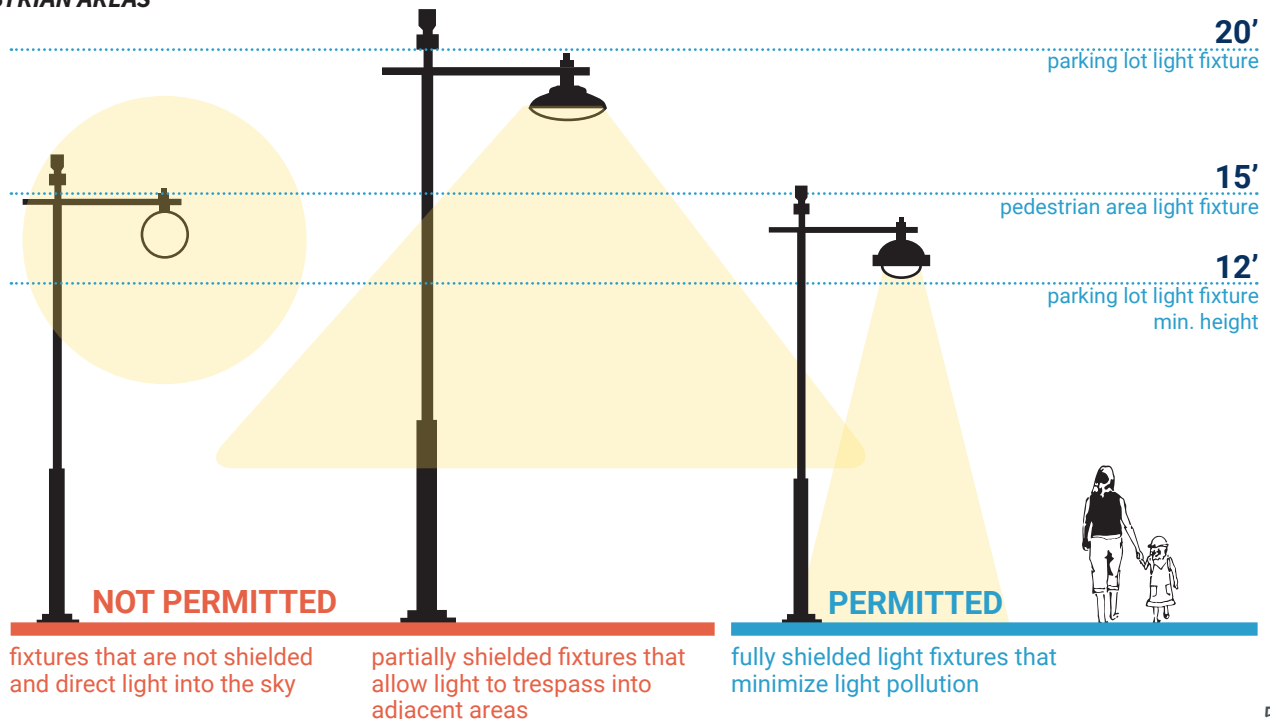 20’
parking lot light fixture
15’
pedestrian area light fixture
12’
parking lot light fixture
min. height
NOT PERMITTED
PERMITTED
fixtures that are not shielded
and direct light into the sky
partially shielded fixtures that
allow light to trespass into
adjacent areas
fully shielded light fixtures that
minimize light pollution